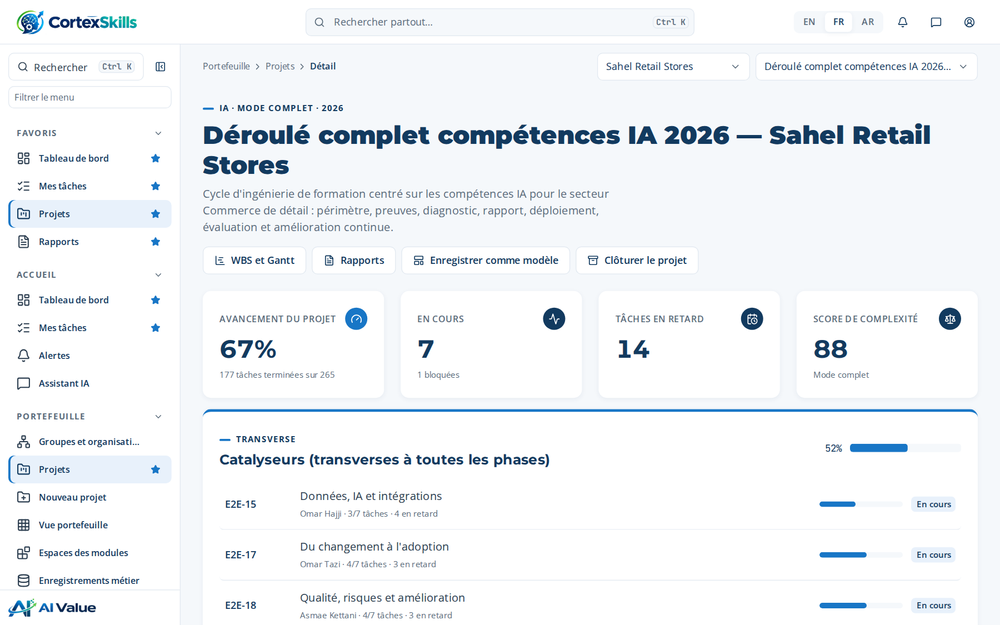 CortexSkills
Rechercher partout...
Ctrl K
EN
FR
AR
Rechercher
Ctrl K
Filtrer le menu
FAVORIS
Tableau de bord
Mes tâches
Projets
Rapports
ACCUEIL
Tableau de bord
Mes tâches
Alertes
Assistant IA
PORTEFEUILLE
Groupes et organisati...
Projets
Nouveau projet
Vue portefeuille
Espaces des modules
Enregistrements métier
AI Value
Portefeuille > Projets > Détail
Sahel Retail Stores
Déroulé complet compétences IA 2026...
IA · MODE COMPLET · 2026
Déroulé complet compétences IA 2026 — Sahel Retail
Stores
Cycle d'ingénierie de formation centré sur les compétences IA pour le secteur
Commerce de détail : périmètre, preuves, diagnostic, rapport, déploiement,
évaluation et amélioration continue.
WBS et Gantt
Rapports
Enregistrer comme modèle
Clôturer le projet
AVANCEMENT DU PROJET
67%
177 tâches terminées sur 265
EN COURS
7
1 bloquées
TÂCHES EN RETARD
14
SCORE DE COMPLEXITÉ
88
Mode complet
TRANSVERSE
Catalyseurs (transverses à toutes les phases)
52%
E2E-15
Données, IA et intégrations
Omar Hajji · 3/7 tâches · 4 en retard
En cours
E2E-17
Du changement à l'adoption
Omar Tazi · 4/7 tâches · 3 en retard
En cours
E2E-18
Qualité, risques et amélioration
Asmae Kettani · 4/7 tâches · 3 en retard
En cours